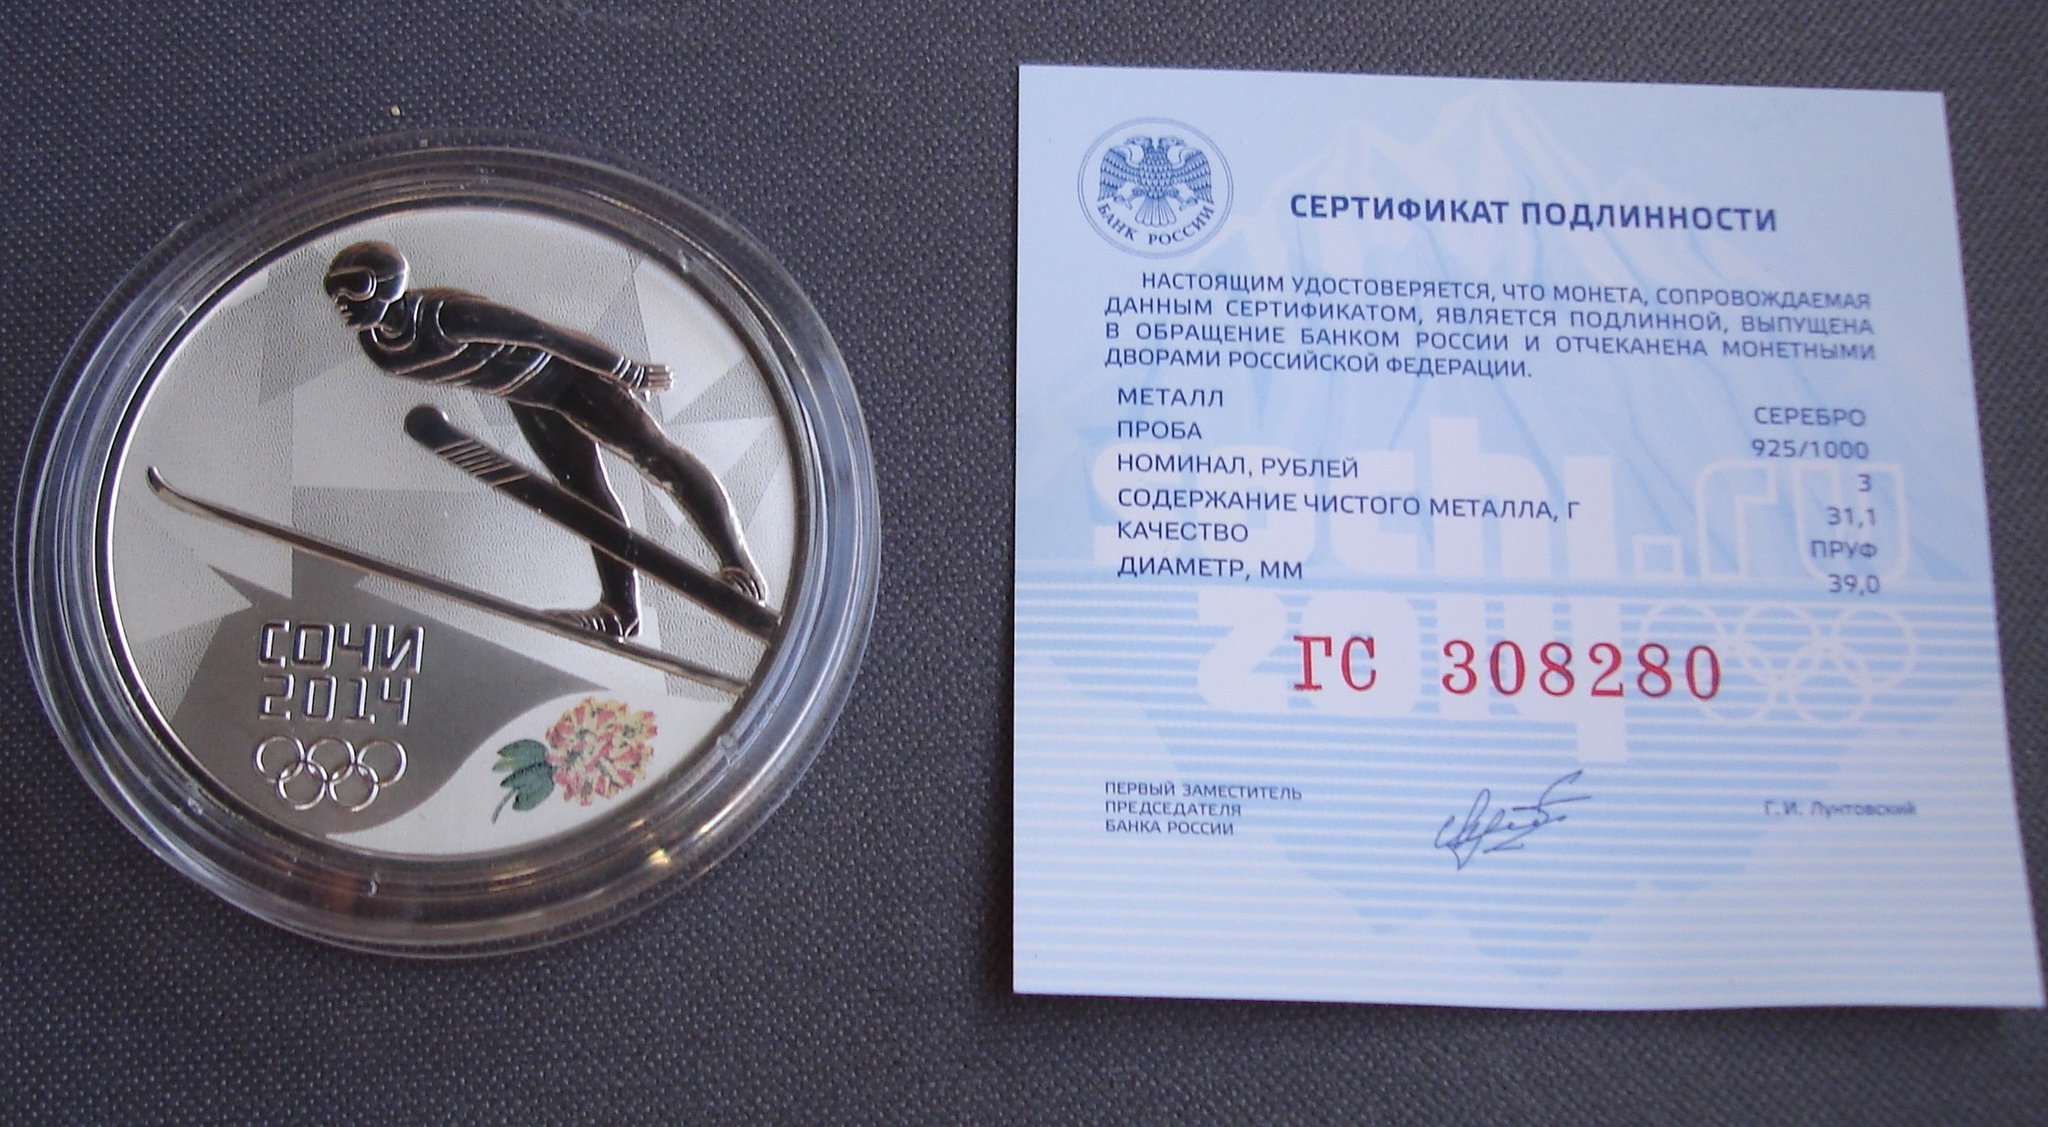 СОЧИ
2014
БАНК РОССИИ
СЕРТИФИКАТ ПОДЛИННОСТИ
НАСТОЯЩИМ УДОСТОВЕРЯЕТСЯ, ЧТО МОНЕТА, СОПРОВОЖДАЕМАЯ
ДАННЫМ СЕРТИФИКАТОМ, ЯВЛЯЕТСЯ ПОДЛИННОЙ, ВЫПУЩЕНА
В ОБРАЩЕНИЕ БАНКОМ РОССИИ И ОТЧЕКАНЕНА МОНЕТНЫМИ
ДВОРАМИ РОССИЙСКОЙ ФЕДЕРАЦИИ.
МЕТАЛЛ СЕРЕБРО
ПРОБА 925/1000
НОМИНАЛ, РУБЛЕЙ 3
СОДЕРЖАНИЕ ЧИСТОГО МЕТАЛЛА, Г 31,1
КАЧЕСТВО ПРУФ
ДИАМЕТР, ММ 39,0
sochi.ru
2014
ГС 308280
ПЕРВЫЙ ЗАМЕСТИТЕЛЬ
ПРЕДСЕДАТЕЛЯ
БАНКА РОССИИ
Г. И. Лунтовский